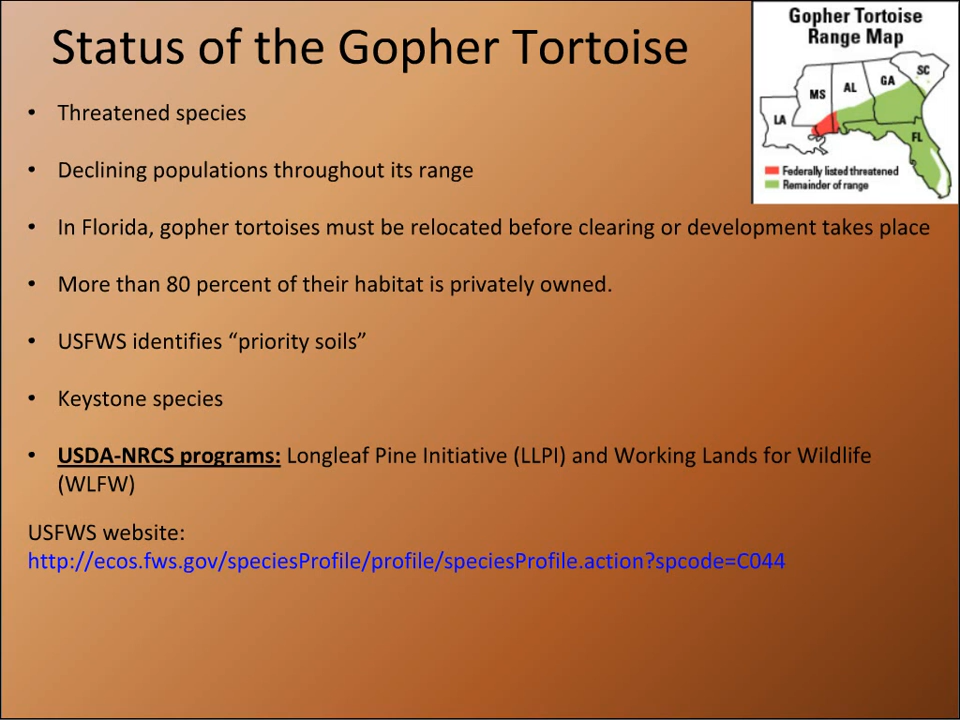 Status of the Gopher Tortoise
Gopher Tortoise
Range Map
SC
GA
AL
MS
LA
FL
Federally listed threatened
Remainder of range
• Threatened species
• Declining populations throughout its range
• In Florida, gopher tortoises must be relocated before clearing or development takes place
• More than 80 percent of their habitat is privately owned.
• USFWS identifies “priority soils”
• Keystone species
• USDA-NRCS programs: Longleaf Pine Initiative (LLPI) and Working Lands for Wildlife
(WLFW)
USFWS website:
http://ecos.fws.gov/speciesProfile/profile/speciesProfile.action?spcode=C044